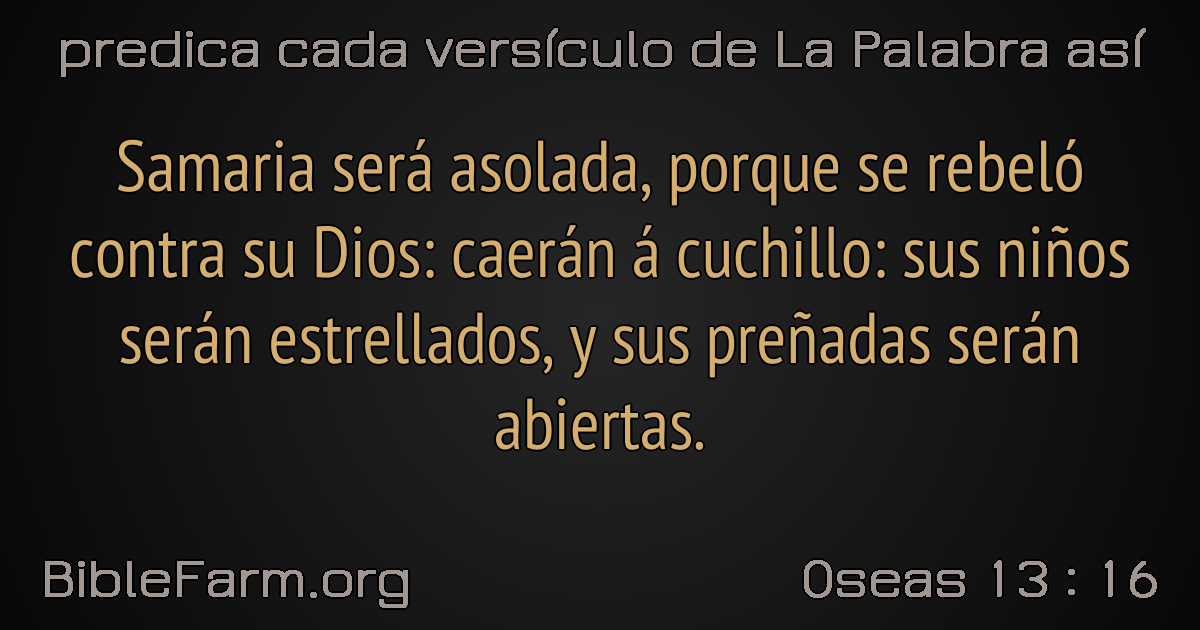 predica cada versículo de La Palabra así
Samaria será asolada, porque se rebeló
contra su Dios: caerán á cuchillo: sus niños
serán estrellados, y sus preñadas serán
abiertas.
BibleFarm.org
Oseas 13 : 16